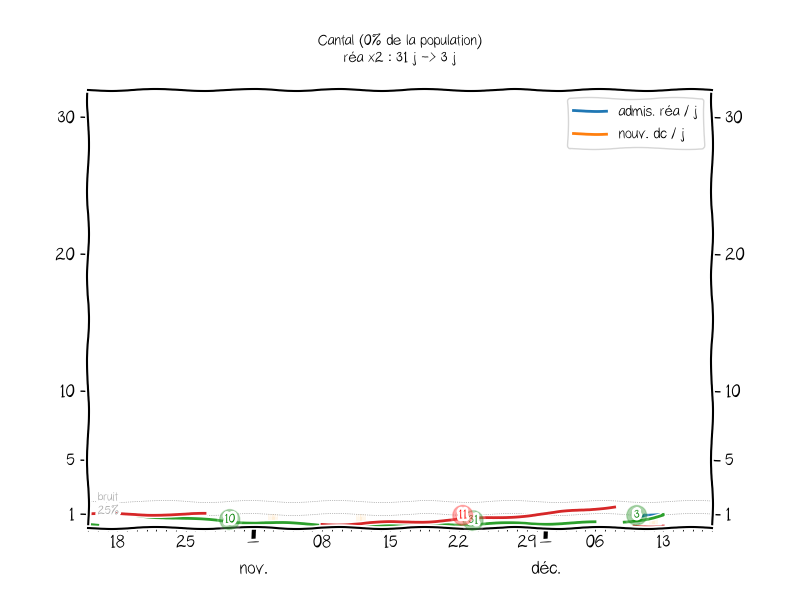 Cantal (0% de la population)
réa x2 : 31 j -> 3 j
admis. réa / j
nouv. dc / j
30 30
20 20
10 10
5 5
bruit
25%
1 1
10 11 31 3
18 25 08 15 22 29 06 13
nov. déc.